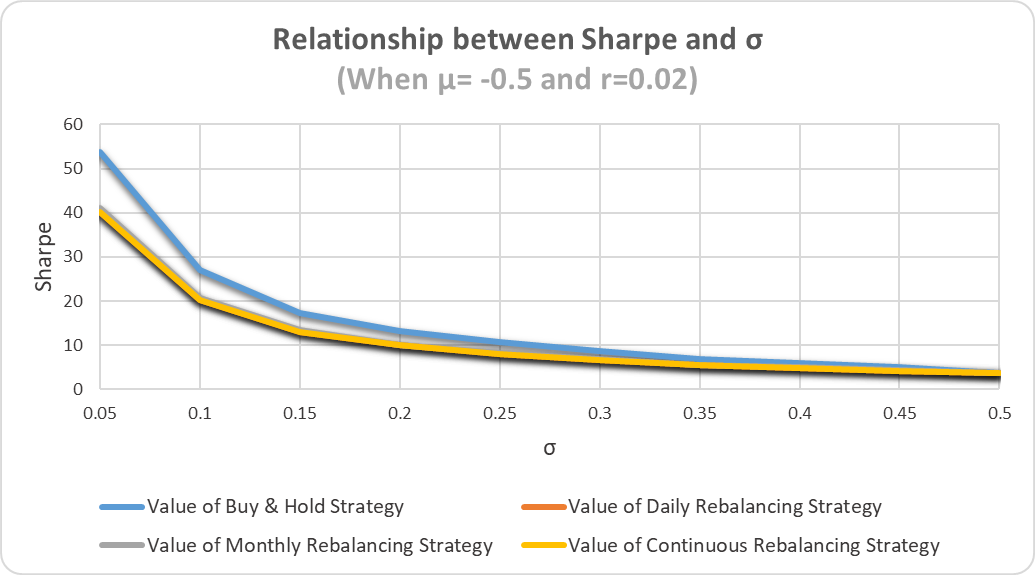 Relationship between Sharpe and σ
(When μ= -0.5 and r=0.02)
60
50
40
30
20
10
0
Sharpe
0.05 0.1 0.15 0.2 0.25 0.3 0.35 0.4 0.45 0.5
σ
Value of Buy & Hold Strategy
Value of Daily Rebalancing Strategy
Value of Monthly Rebalancing Strategy
Value of Continuous Rebalancing Strategy